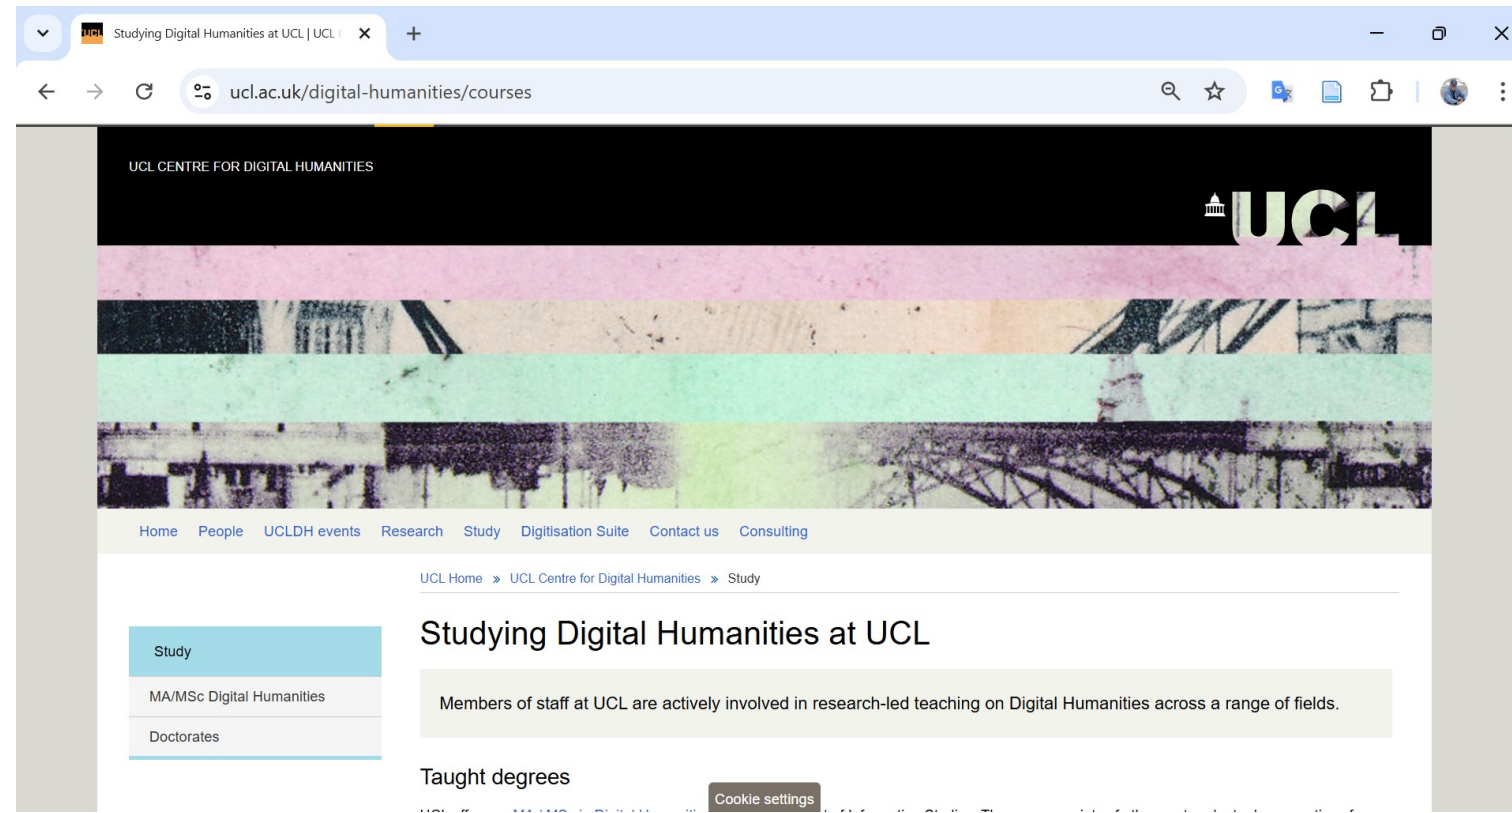 Studying Digital Humanities at UCL | UCL
ucl.ac.uk/digital-humanities/courses
UCL CENTRE FOR DIGITAL HUMANITIES
UCL
Home People UCLDH events Research Study Digitisation Suite Contact us Consulting
UCL Home » UCL Centre for Digital Humanities » Study
Study
MA/MSc Digital Humanities
Doctorates
Studying Digital Humanities at UCL
Members of staff at UCL are actively involved in research-led teaching on Digital Humanities across a range of fields.
Taught degrees
Cookie settings